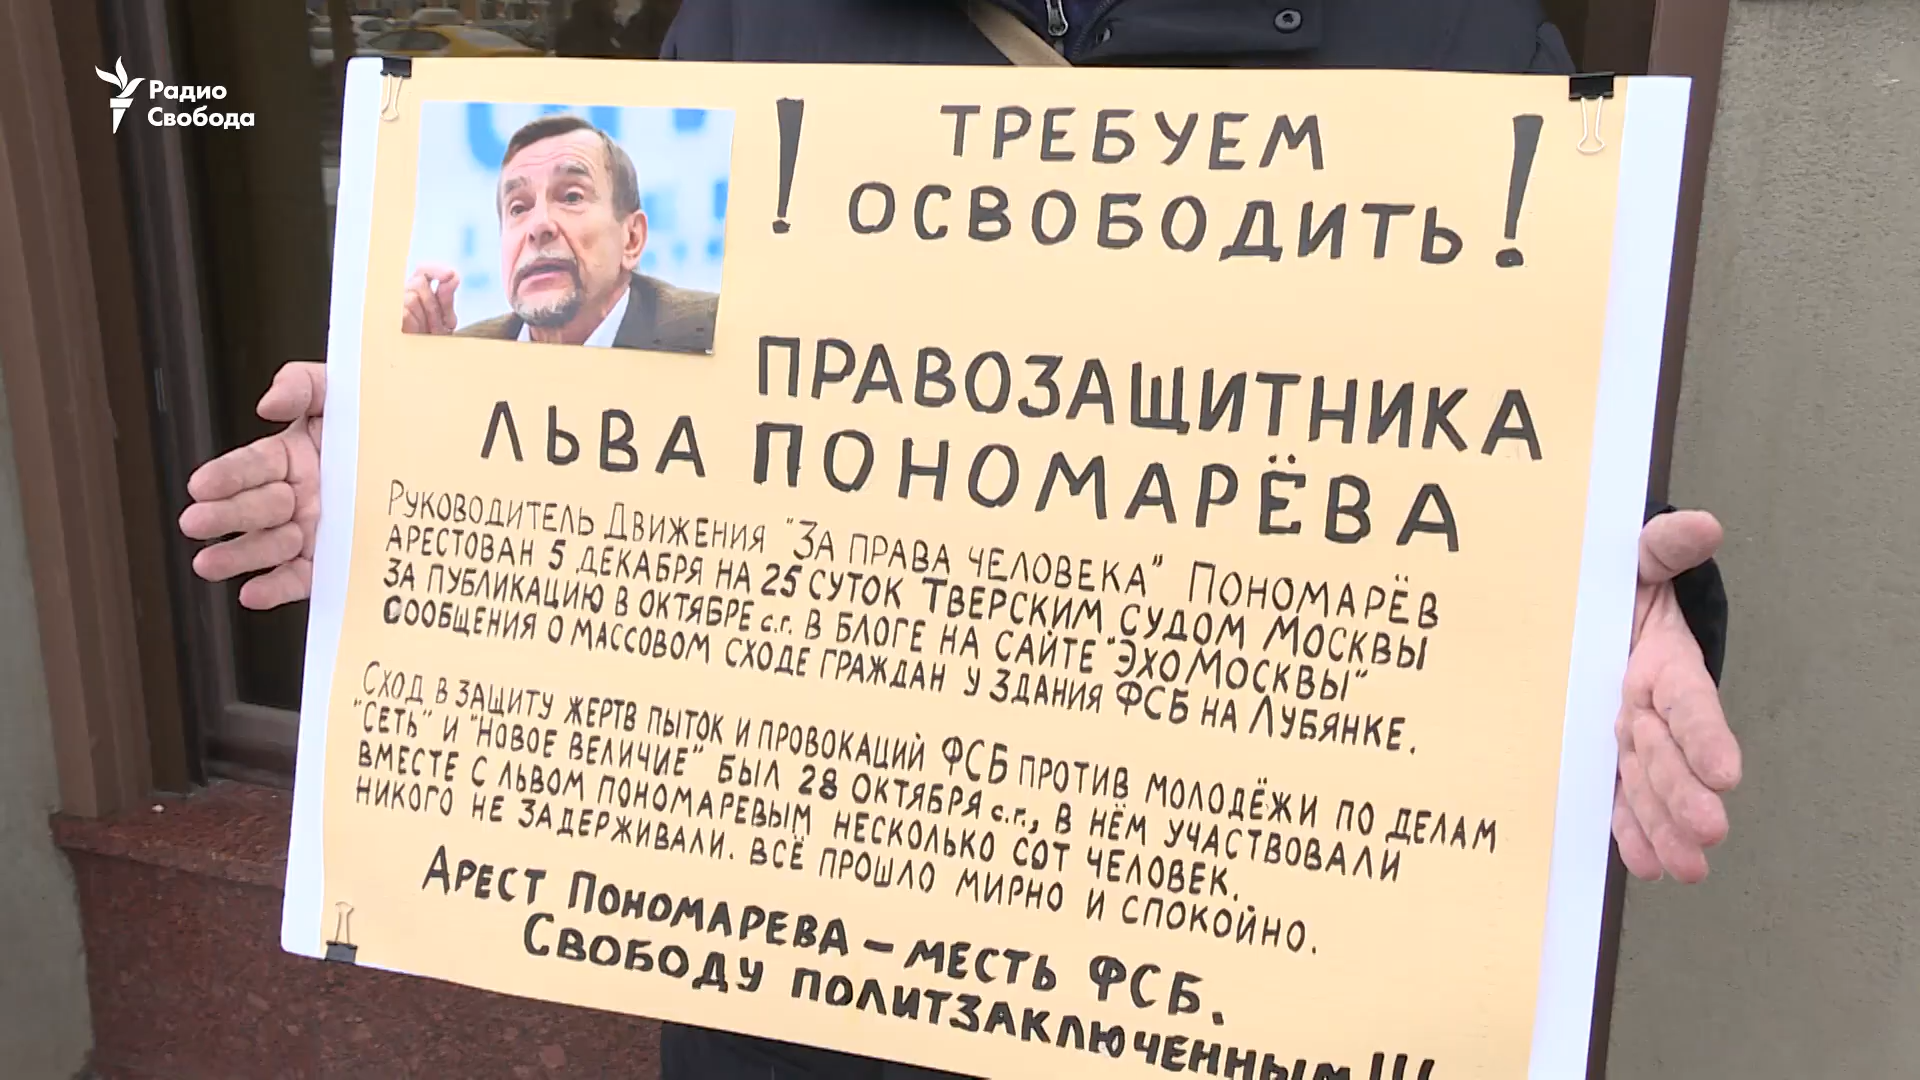 Радио
Свобода
! ТРЕБУЕМ
ОСВОБОДИТЬ !
ПРАВОЗАЩИТНИКА
ЛЬВА ПОНОМАРЁВА
РУКОВОДИТЕЛЬ ДВИЖЕНИЯ "ЗА ПРАВА ЧЕЛОВЕКА" ПОНОМАРЁВ
АРЕСТОВАН 5 ДЕКАБРЯ НА 25 СУТОК ТВЕРСКИМ СУДОМ МОСКВЫ
ЗА ПУБЛИКАЦИЮ В ОКТЯБРЕ с.г. В БЛОГЕ НА САЙТЕ "ЭХО МОСКВЫ"
СООБЩЕНИЯ О МАССОВОМ СХОДЕ ГРАЖДАН У ЗДАНИЯ ФСБ НА ЛУБЯНКЕ.
СХОД В ЗАЩИТУ ЖЕРТВ ПЫТОК И ПРОВОКАЦИЙ ФСБ ПРОТИВ МОЛОДЁЖИ ПО ДЕЛАМ
"СЕТЬ" И "НОВОЕ ВЕЛИЧИЕ" БЫЛ 28 ОКТЯБРЯ с.г., В НЁМ УЧАСТВОВАЛИ
ВМЕСТЕ С ЛЬВОМ ПОНОМАРЕВЫМ НЕСКОЛЬКО СОТ ЧЕЛОВЕК.
НИКОГО НЕ ЗАДЕРЖИВАЛИ. ВСЁ ПРОШЛО МИРНО И СПОКОЙНО.
АРЕСТ ПОНОМАРЕВА – МЕСТЬ ФСБ.
СВОБОДУ ПОЛИТЗАКЛЮЧЕННЫМ!!!